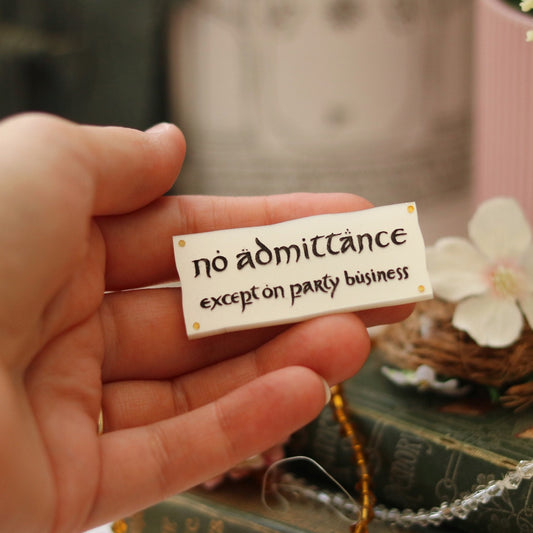 no admittance
except on party business